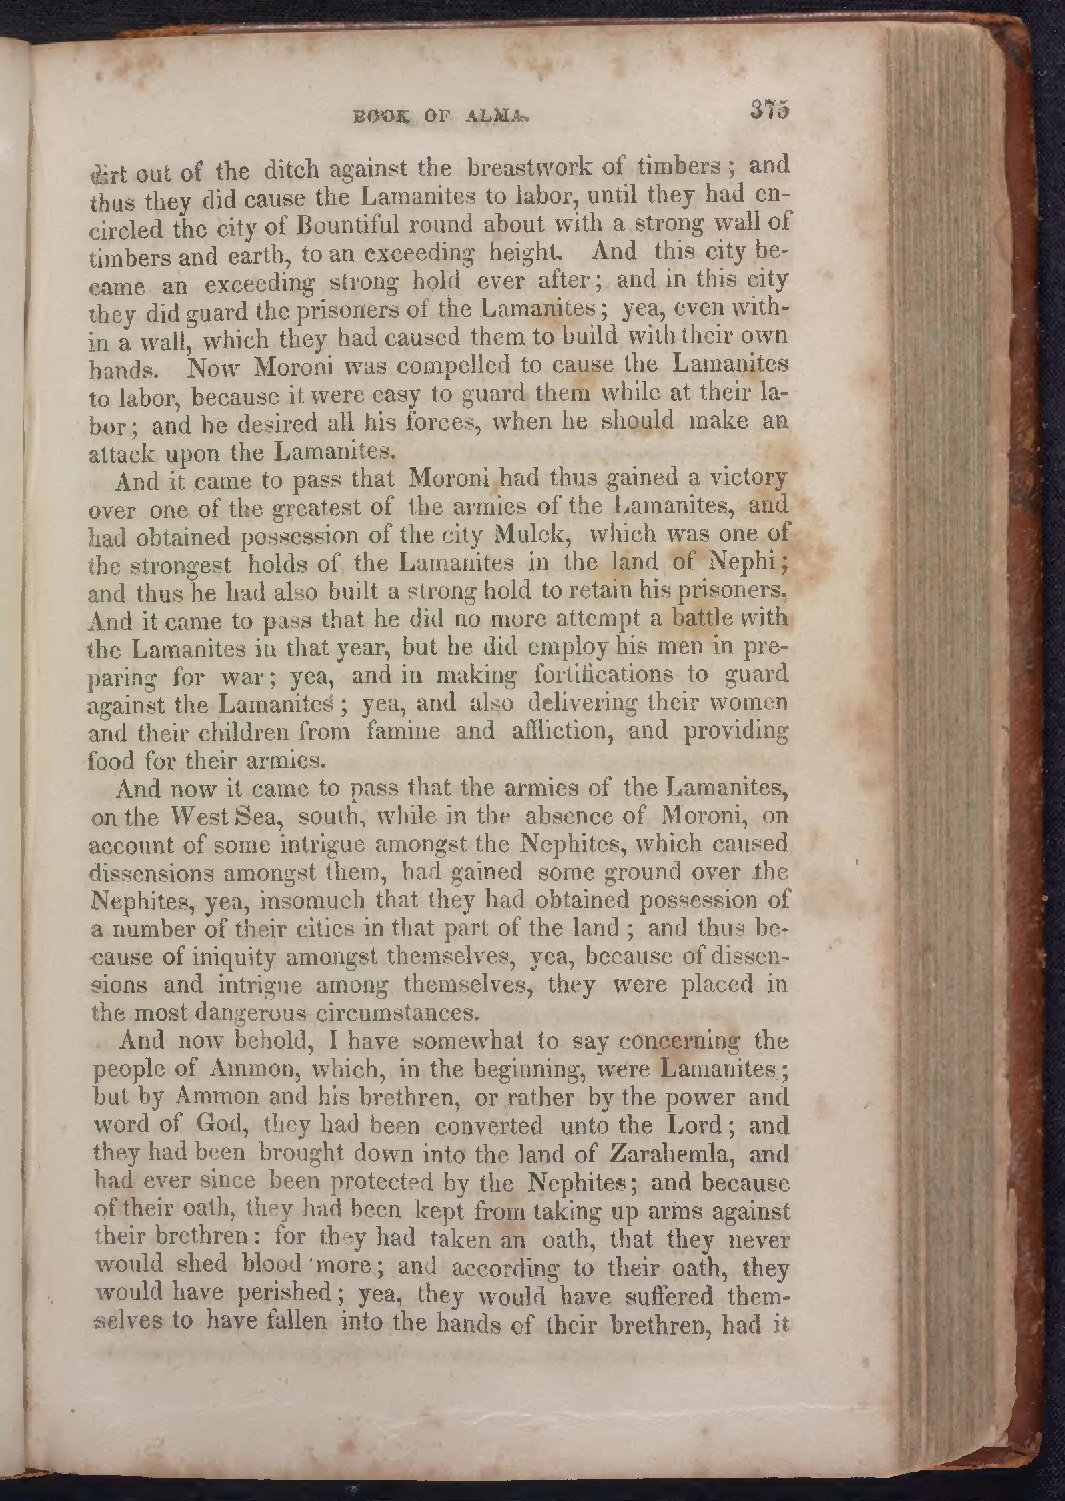 BOOK OF ALMA. 375
dirt out of the ditch against the breastwork of timbers; and
thus they did cause the Lamanites to labor, until they had en-
circled the city of Bountiful round about with a strong wall of
timbers and earth, to an exceeding height. And this city be-
came an exceeding strong hold ever after; and in this city
they did guard the prisoners of the Lamanites; yea, even with-
in a wall, which they had caused them to build with their own
hands. Now Moroni was compelled to cause the Lamanites
to labor, because it were easy to guard them while at their la-
bor; and he desired all his forces, when he should make an
attack upon the Lamanites.
And it came to pass that Moroni had thus gained a victory
over one of the greatest of the armies of the Lamanites, and
had obtained possession of the city Mulek, which was one of
the strongest holds of the Lamanites in the land of Nephi;
and thus he had also built a strong hold to retain his prisoners.
And it came to pass that he did no more attempt a battle with
the Lamanites in that year, but he did employ his men in pre-
paring for war; yea, and in making fortifications to guard
against the Lamanites; yea, and also delivering their women
and their children from famine and affliction, and providing
food for their armies.
And now it came to pass that the armies of the Lamanites,
on the West Sea, south, while in the absence of Moroni, on
account of some intrigue amongst the Nephites, which caused
dissensions amongst them, had gained some ground over the
Nephites, yea, insomuch that they had obtained possession of
a number of their cities in that part of the land; and thus be-
cause of iniquity amongst themselves, yea, because of dissen-
sions and intrigue among themselves, they were placed in
the most dangerous circumstances.
And now behold, I have somewhat to say concerning the
people of Ammon, which, in the beginning, were Lamanites;
but by Ammon and his brethren, or rather by the power and
word of God, they had been converted unto the Lord; and
they had been brought down into the land of Zarahemla, and
had ever since been protected by the Nephites; and because
of their oath, they had been kept from taking up arms against
their brethren: for they had taken an oath, that they never
would shed blood more; and according to their oath, they
would have perished; yea, they would have suffered them-
selves to have fallen into the hands of their brethren, had it